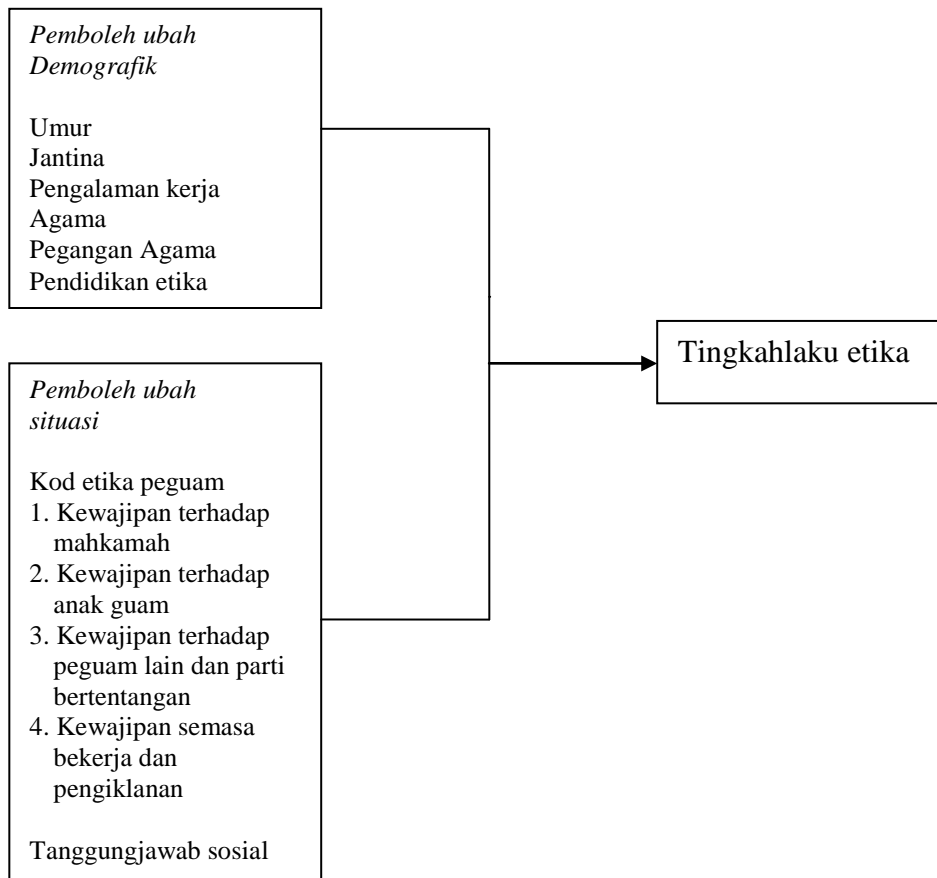 Pemboleh ubah
Demografik
Umur
Jantina
Pengalaman kerja
Agama
Pegangan Agama
Pendidikan etika
Tingkahlaku etika
Pemboleh ubah
situasi
Kod etika peguam
1. Kewajipan terhadap
mahkamah
2. Kewajipan terhadap
anak guam
3. Kewajipan terhadap
peguam lain dan parti
bertentangan
4. Kewajipan semasa
bekerja dan
pengiklanan
Tanggungjawab sosial